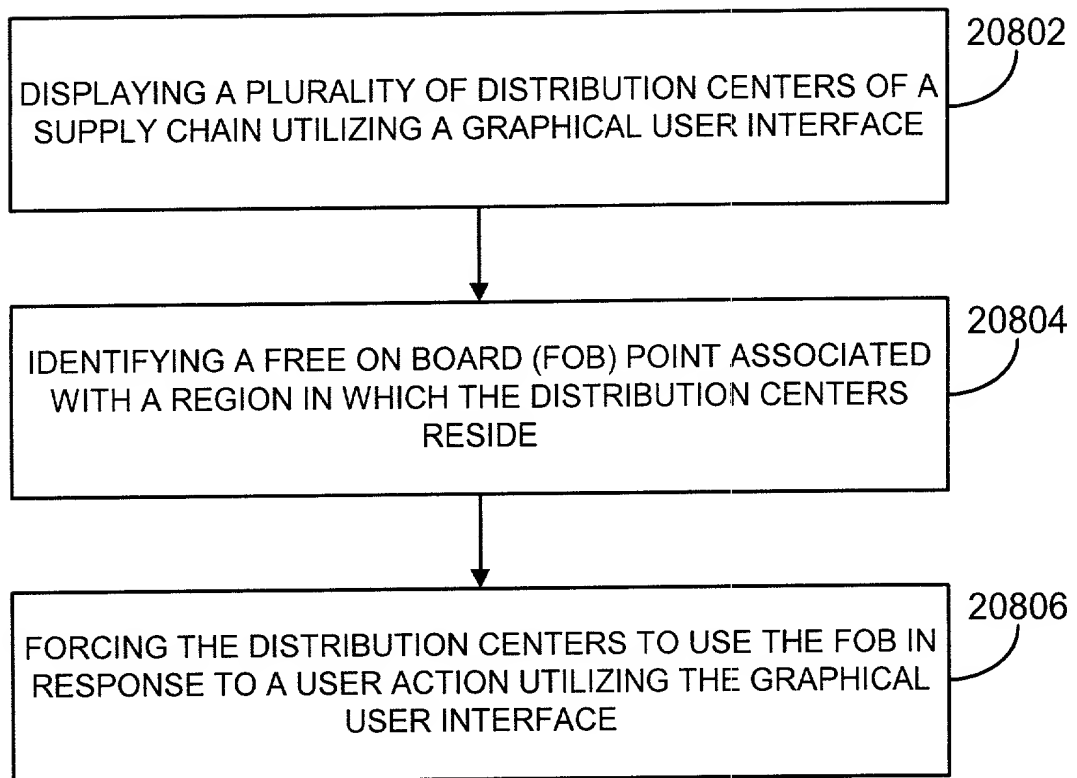 20802
DISPLAYING A PLURALITY OF DISTRIBUTION CENTERS OF A
SUPPLY CHAIN UTILIZING A GRAPHICAL USER INTERFACE
20804
IDENTIFYING A FREE ON BOARD (FOB) POINT ASSOCIATED
WITH A REGION IN WHICH THE DISTRIBUTION CENTERS
RESIDE
20806
FORCING THE DISTRIBUTION CENTERS TO USE THE FOB IN
RESPONSE TO A USER ACTION UTILIZING THE GRAPHICAL
USER INTERFACE